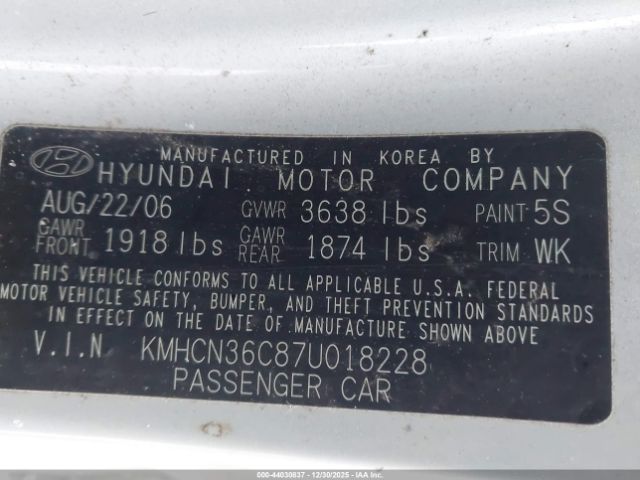 MANUFACTURED IN KOREA BY
HYUNDAI MOTOR COMPANY
AUG/22/06 GVWR 3638 lbs PAINT 5S
GAWR FRONT 1918 lbs GAWR REAR 1874 lbs TRIM WK
THIS VEHICLE CONFORMS TO ALL APPLICABLE U.S.A. FEDERAL
MOTOR VEHICLE SAFETY, BUMPER, AND THEFT PREVENTION STANDARDS
IN EFFECT ON THE DATE OF MANUFACTURE SHOWN ABOVE
V.I.N KMHCN36C87U018228
PASSENGER CAR
000-44030837 - 12/30/2025 - IAAI.COM